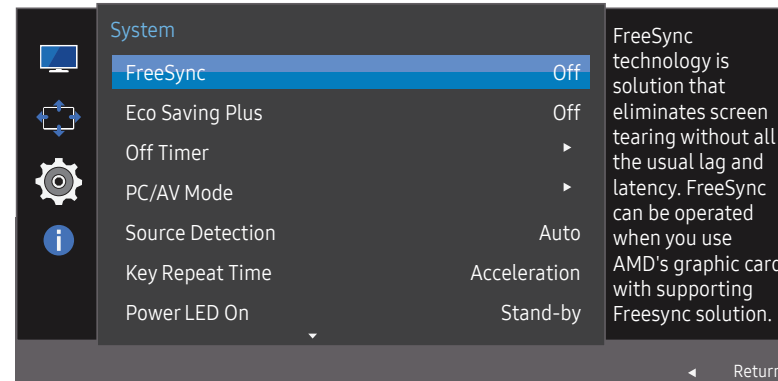 System
FreeSync Off
Eco Saving Plus Off
Off Timer ►
PC/AV Mode ►
Source Detection Auto
Key Repeat Time Acceleration
Power LED On Stand-by
FreeSync
technology is
solution that
eliminates screen
tearing without all
the usual lag and
latency. FreeSync
can be operated
when you use
AMD's graphic card
with supporting
Freesync solution.
Return